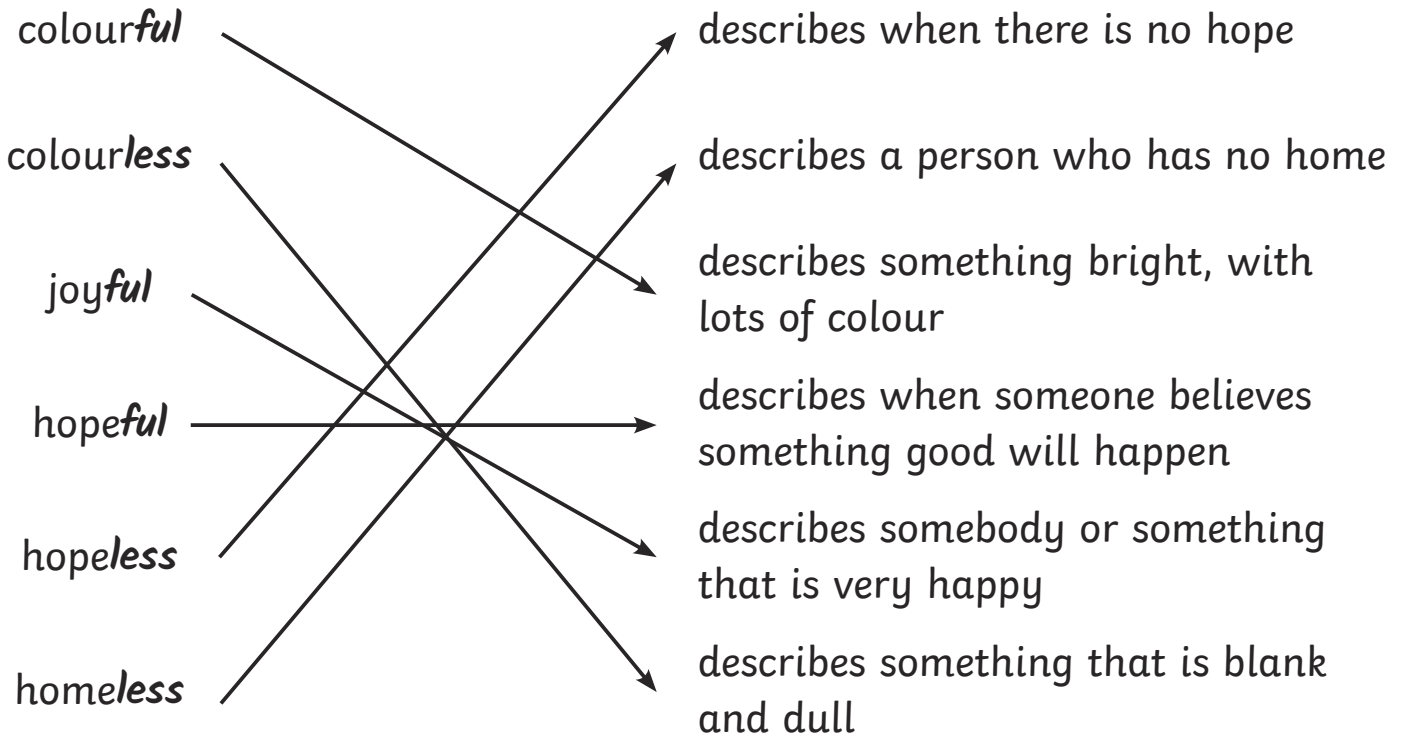 colourful
describes when there is no hope
colourless
describes a person who has no home
joyful
describes something bright, with
lots of colour
hopeful
describes when someone believes
something good will happen
hopeless
describes somebody or something
that is very happy
homeless
describes something that is blank
and dull